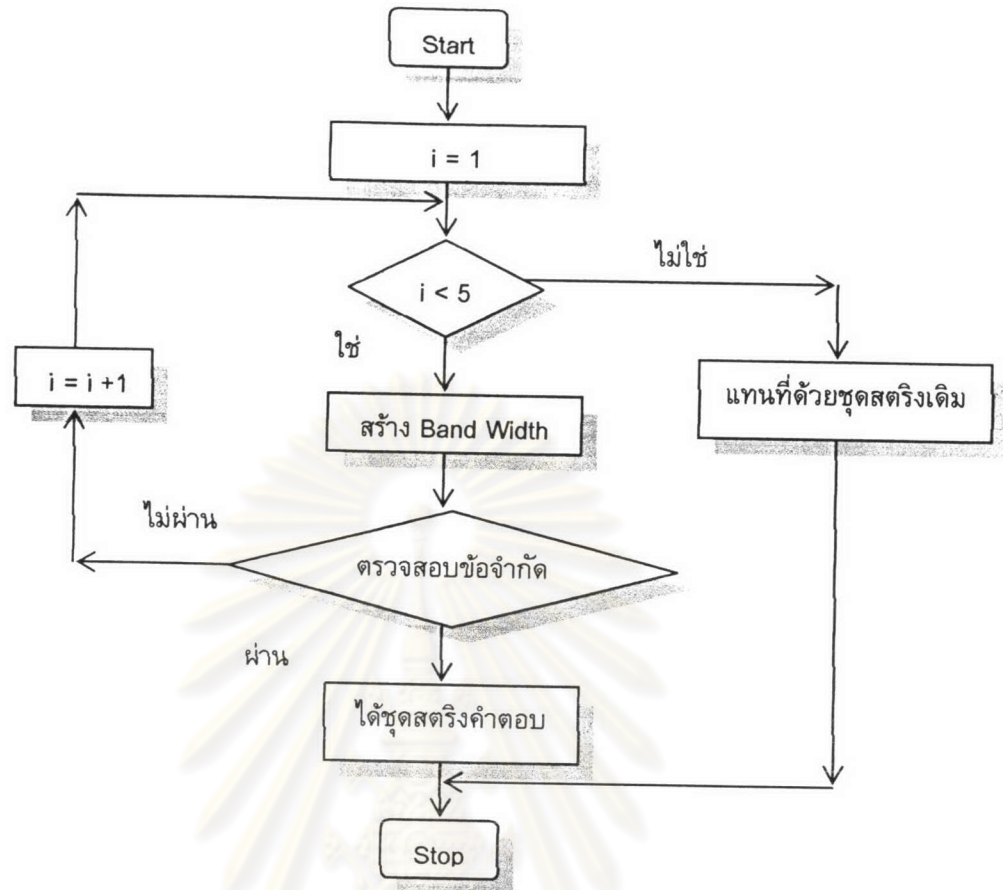 Start
i = 1
i < 5
ไม่ใช่
ใช่
i = i +1
แทนที่ด้วยชุดสตริงเดิม
สร้าง Band Width
ไม่ผ่าน
ตรวจสอบข้อจำกัด
ผ่าน
ได้ชุดสตริงคำตอบ
Stop